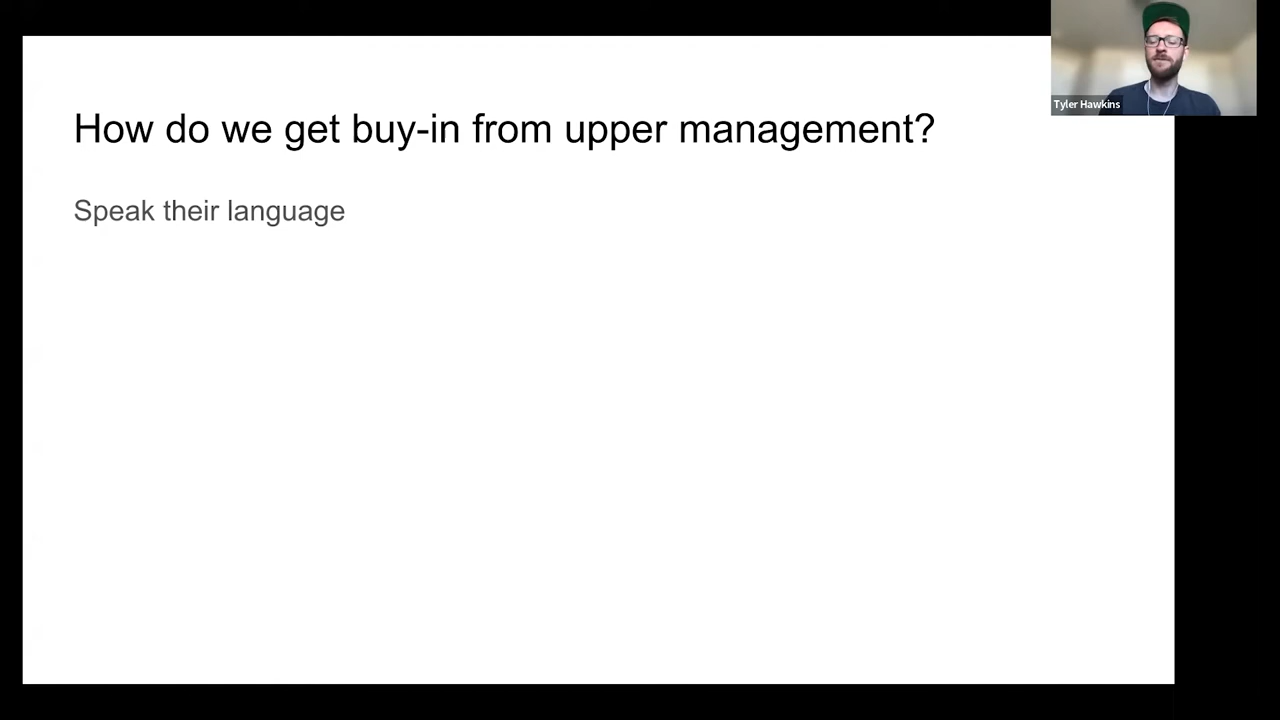 How do we get buy-in from upper management?
Speak their language
Tyler Hawkins